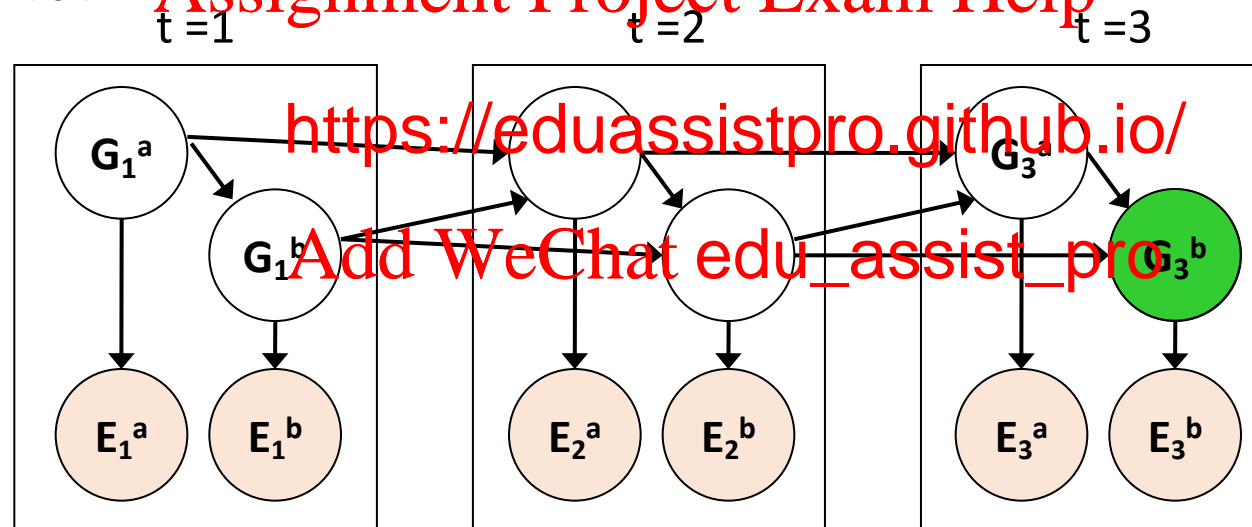 Assignment Project Exam Help
t =1
t =2
t =3
https://eduassistpro.github.io/
G₁ᵃ
G₃ᵃ
G₁ᵇ
Add WeChat edu_assist_pro
G₃ᵇ
E₁ᵃ
E₁ᵇ
E₂ᵃ
E₂ᵇ
E₃ᵃ
E₃ᵇ